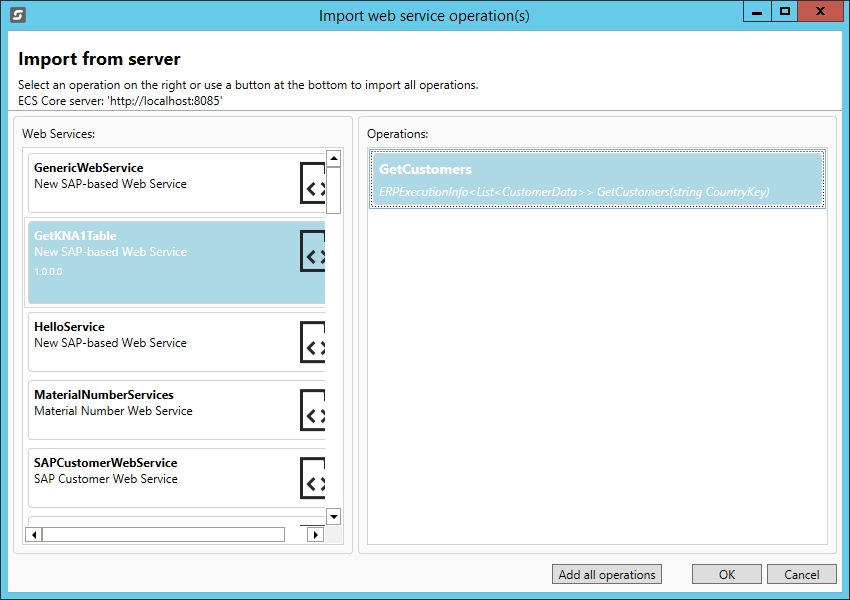 Import web service operation(s)
Import from server
Select an operation on the right or use a button at the bottom to import all operations.
ECS Core server: 'http://localhost:8085'
Web Services:
GenericWebService
New SAP-based Web Service
GetKNA1Table
New SAP-based Web Service
1.0.0.0
HelloService
New SAP-based Web Service
MaterialNumberServices
Material Number Web Service
SAPCustomerWebService
SAP Customer Web Service
Operations:
GetCustomers
ERPExecutionInfo<List<CustomerData>> GetCustomers(string CountryKey)
Add all operations
OK
Cancel